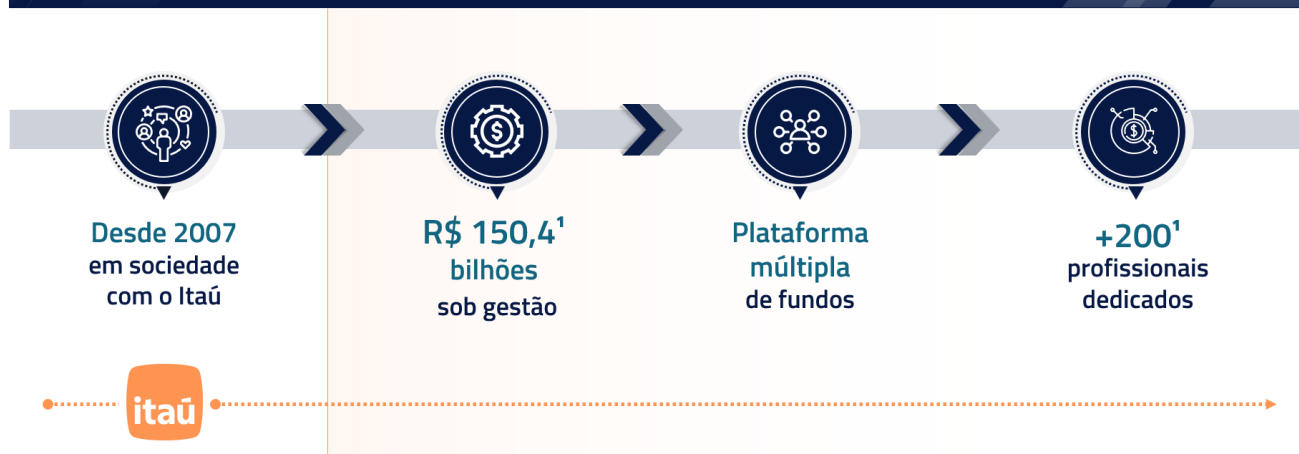 Desde 2007
em sociedade
com o Itaú
R$ 150,4¹
bilhões
sob gestão
Plataforma
múltipla
de fundos
+200¹
profissionais
dedicados
itaú